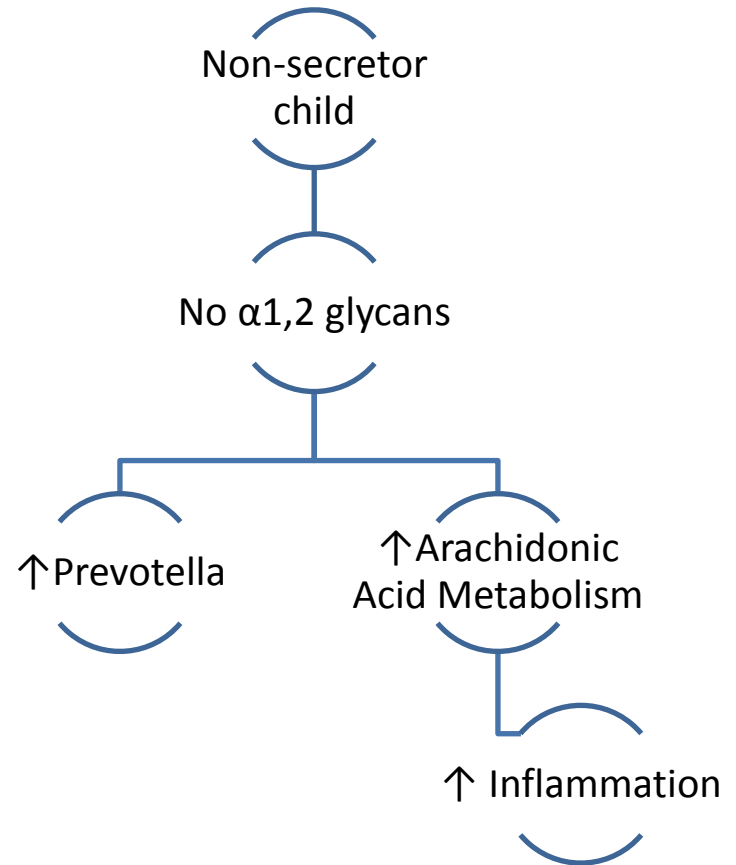 Non-secretor
child
No α1,2 glycans
↑Prevotella
↑Arachidonic
Acid Metabolism
↑ Inflammation